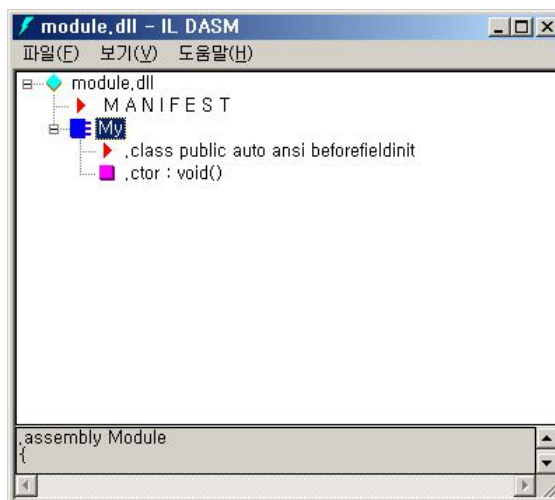 module.dll - IL DASM
파일(F) 보기(V) 도움말(H)
module.dll
M A N I F E S T
My
.class public auto ansi beforefieldinit
.ctor : void()
.assembly Module
{